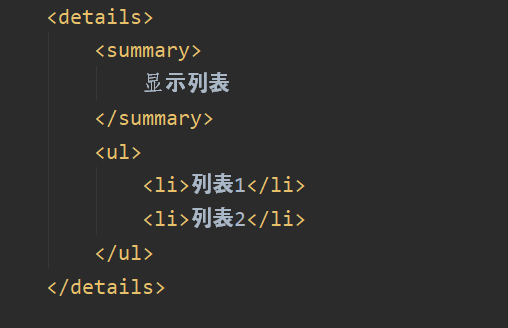 <details>
<summary>
显示列表
</summary>
<ul>
<li>列表1</li>
<li>列表2</li>
</ul>
</details>